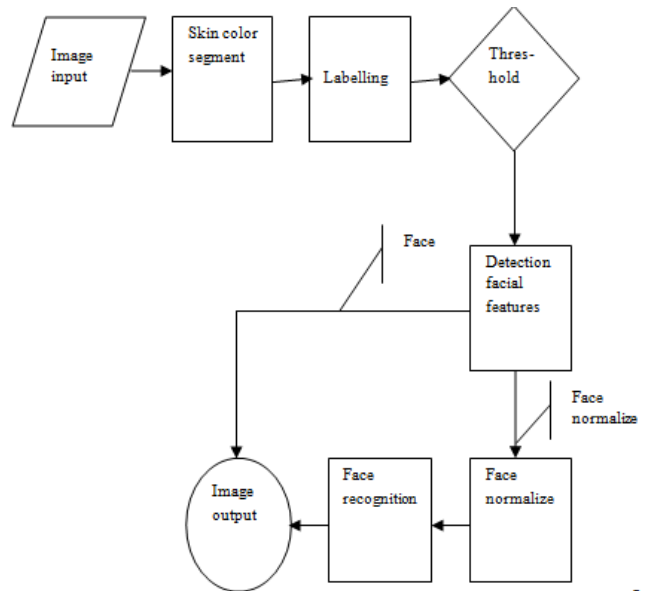 Image
input
Skin color
segment
Labelling
Thres-
hold
Face
Detection
facial
features
Face
normalize
Image
output
Face
recognition
Face
normalize